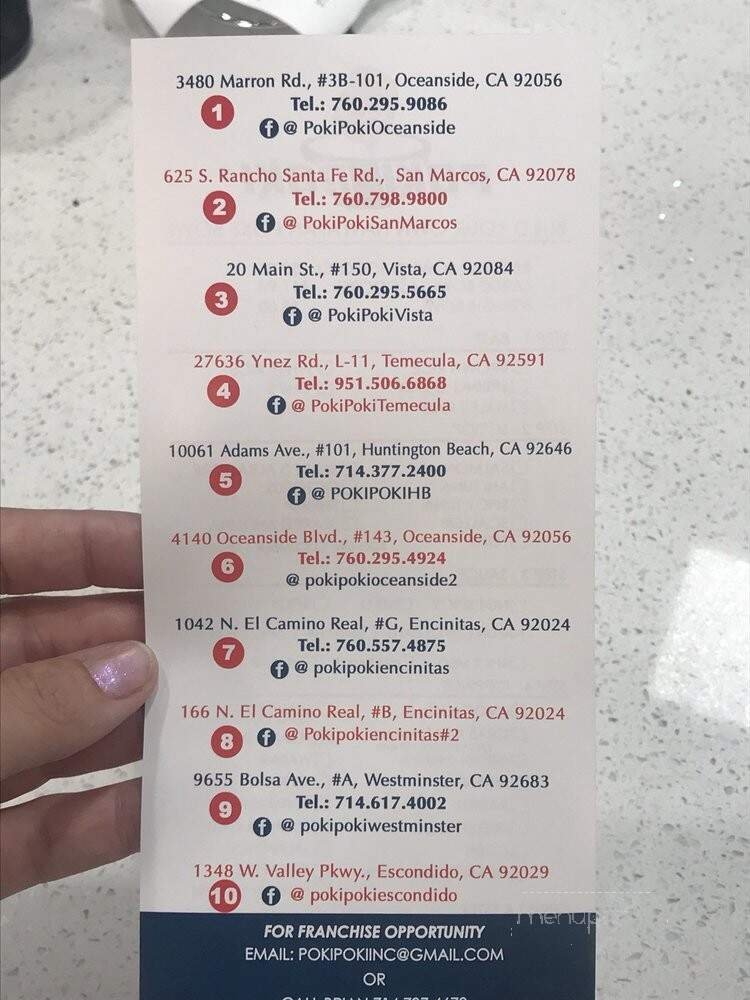 3480 Marron Rd., #3B-101, Oceanside, CA 92056
Tel.: 760.295.9086
1
f @ PokiPokiOceanside
625 S. Rancho Santa Fe Rd., San Marcos, CA 92078
Tel.: 760.798.9800
2
f @ PokiPokiSanMarcos
20 Main St., #150, Vista, CA 92084
Tel.: 760.295.5665
3
f @ PokiPokiVista
27636 Ynez Rd., L-11, Temecula, CA 92591
Tel.: 951.506.6868
4
f @ PokiPokiTemecula
10061 Adams Ave., #101, Huntington Beach, CA 92646
Tel.: 714.377.2400
5
f @ POKIPOKIHB
4140 Oceanside Blvd., #143, Oceanside, CA 92056
Tel.: 760.295.4924
6
@ pokipokioceanside2
1042 N. El Camino Real, #G, Encinitas, CA 92024
Tel.: 760.557.4875
7
f @ pokipokiencinitas
166 N. El Camino Real, #B, Encinitas, CA 92024
8 f @ Pokipokiencinitas#2
9655 Bolsa Ave., #A, Westminster, CA 92683
Tel.: 714.617.4002
9
f @ pokipokiwestminster
1348 W. Valley Pkwy., Escondido, CA 92029
10 f @ pokipokiescondido
FOR FRANCHISE OPPORTUNITY
EMAIL: POKIPOKIINC@GMAIL.COM
OR
CALL BRIAN